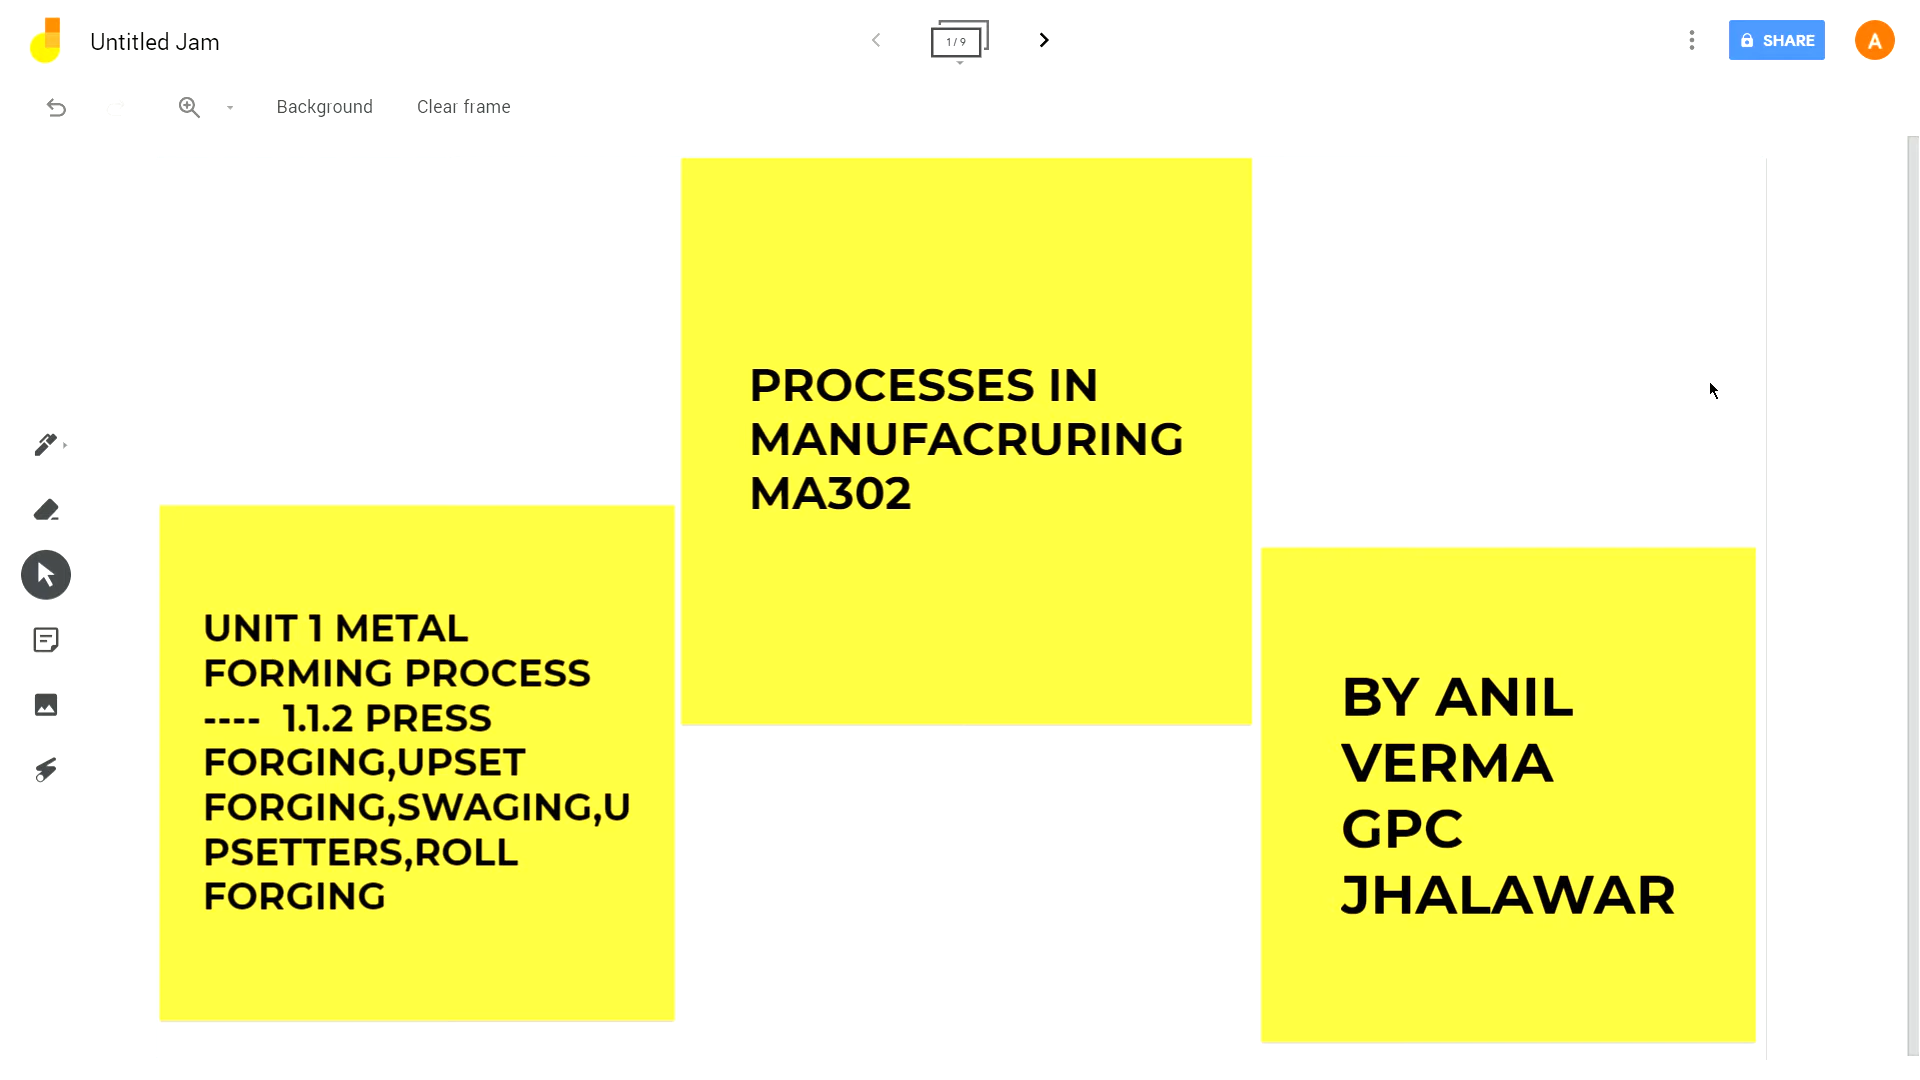 Untitled Jam
1/9
SHARE
A
Background
Clear frame
PROCESSES IN
MANUFACRURING
MA302
UNIT 1 METAL
FORMING PROCESS
---- 1.1.2 PRESS
FORGING,UPSET
FORGING,SWAGING,U
PSETTERS,ROLL
FORGING
BY ANIL
VERMA
GPC
JHALAWAR